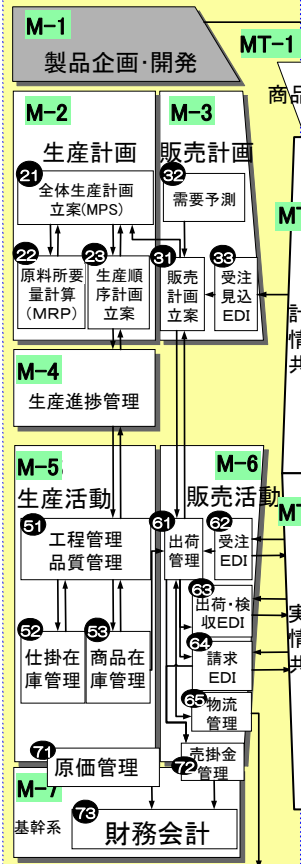 M-1
製品企画・開発
MT-1
商品
M-2
生産計画
M-3
販売計画
21
全体生産計画
立案(MPS)
32
需要予測
22
原料所要
量計算
(MRP)
23
生産順
序計画
立案
31
販売
計画
立案
33
受注
見込
EDI
MT
計
情
共
M-4
生産進捗管理
M-5
生産活動
M-6
販売活動
51
工程管理
品質管理
61
出荷
管理
62
受注
EDI
MT
63
出荷・検
収EDI
52
仕掛在
庫管理
53
商品在
庫管理
64
請求
EDI
実
情
共
65
物流
管理
71
原価管理
72
売掛金
管理
M-7
基幹系
73
財務会計